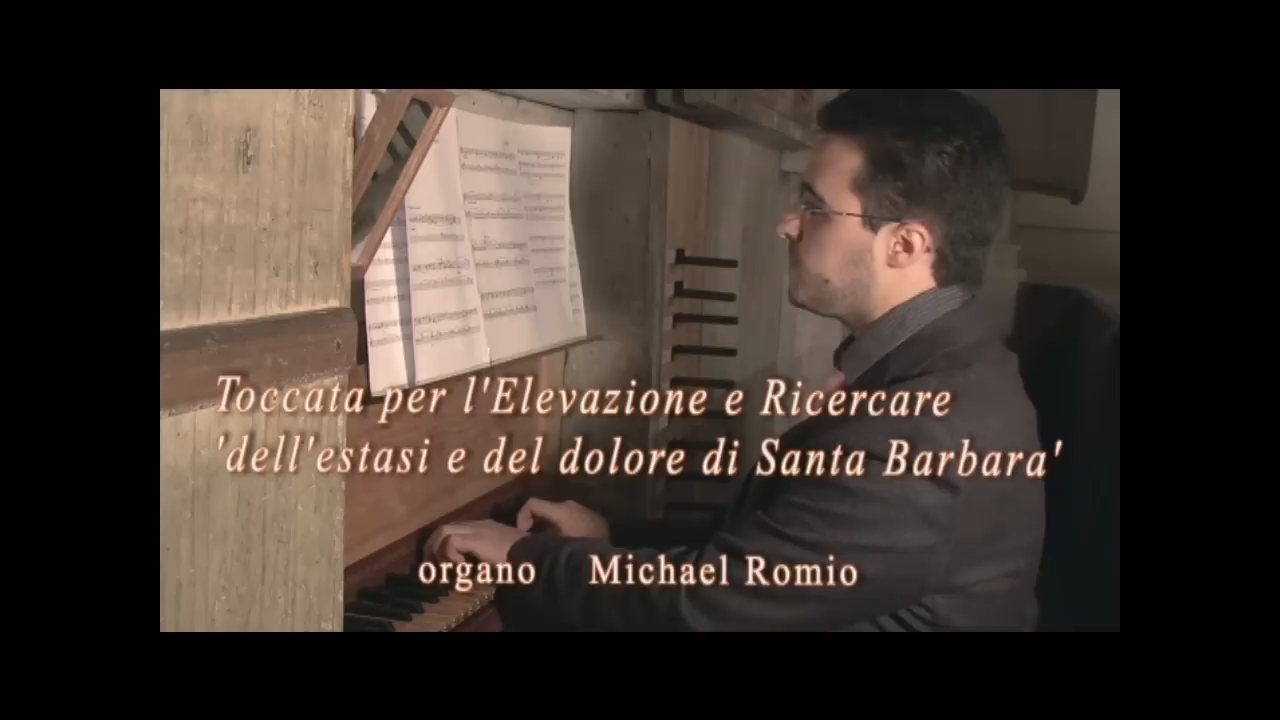 Toccata per l'Elevazione e Ricercare
'dell'estasi e del dolore di Santa Barbara'
organo Michael Romio